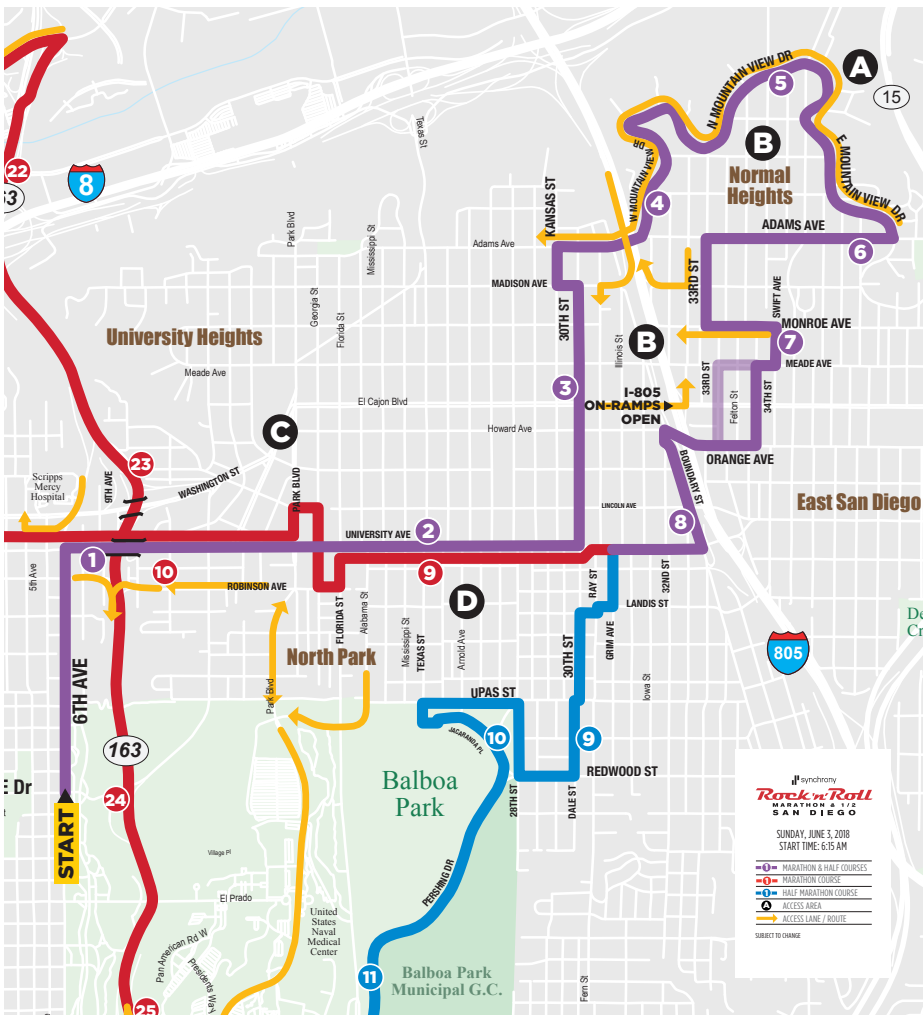 N MOUNTAIN VIEW DR
5
A
15
Texas St
B
E MOUNTAIN VIEW DR
22
63
8
W MOUNTAIN VIEW
DR
4
Normal
Heights
KANSAS ST
Park Blvd
Mississippi St
Adams Ave
ADAMS AVE
6
MADISON AVE
33RD ST
SWIFT AVE
Georgia St
Florida St
University Heights
30TH ST
Illinois St
B
MONROE AVE
7
Meade Ave
33RD ST
MEADE AVE
3
El Cajon Blvd
I-805
ON-RAMPS
OPEN
Felton St
34TH ST
C
Howard Ave
ORANGE AVE
23
9TH AVE
WASHINGTON ST
Scripps
Mercy
Hospital
PARK BLVD
BOUNDARY ST
East San Diego
LINCOLN AVE
UNIVERSITY AVE
2
8
1
10
9
5th Ave
ROBINSON AVE
RAY ST
32ND ST
D
LANDIS ST
FLORIDA ST
Alabama St
Mississippi St
TEXAS ST
Arnold Ave
30TH ST
GRIM AVE
De
Cr
805
North Park
6TH AVE
Park Blvd
UPAS ST
Iowa St
163
JACARANDA PL
10
9
E Dr
t
24
Balboa
Park
REDWOOD ST
28TH ST
DALE ST
START
Village Pl
PERSHING DR
El Prado
United
States
Naval
Medical
Center
Pan American Rd W
Presidents Way
11
Balboa Park
Municipal G.C.
Fern St
25
synchrony
Rock'n'Roll
MARATHON & 1/2
SAN DIEGO
SUNDAY, JUNE 3, 2018
START TIME: 6:15 AM
1 MARATHON & HALF COURSES
1 MARATHON COURSE
1 HALF MARATHON COURSE
A ACCESS AREA
ACCESS LANE / ROUTE
SUBJECT TO CHANGE